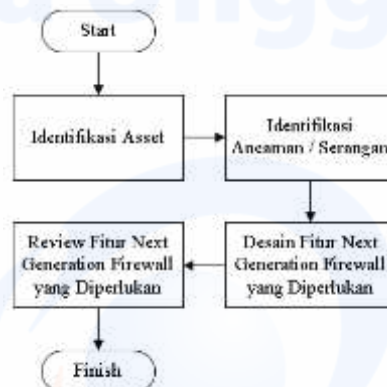 Start
Identifikasi Asset
Identifikasi
Ancaman / Serangan
Desain Fitur Next
Generation Firewall
yang Diperlukan
Review Fitur Next
Generation Firewall
yang Diperlukan
Finish